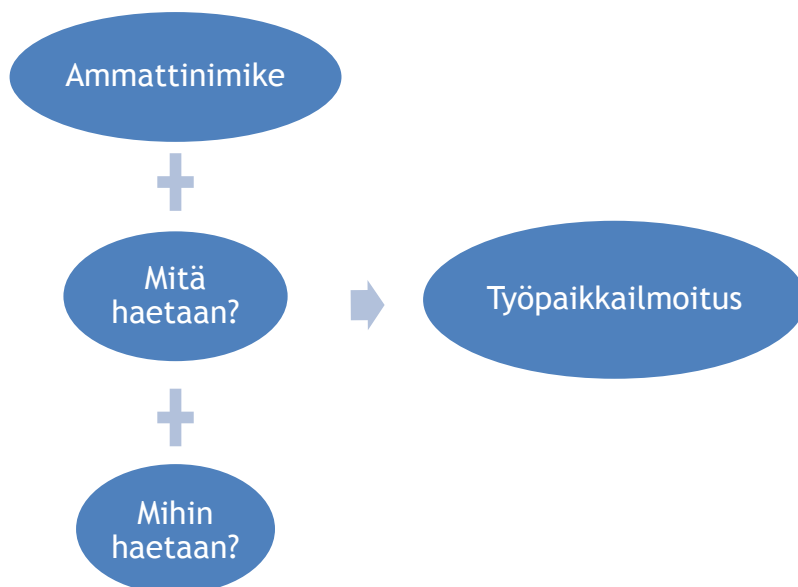 Ammattinimike
Mitä
haetaan?
Työpaikkailmoitus
Mihin
haetaan?